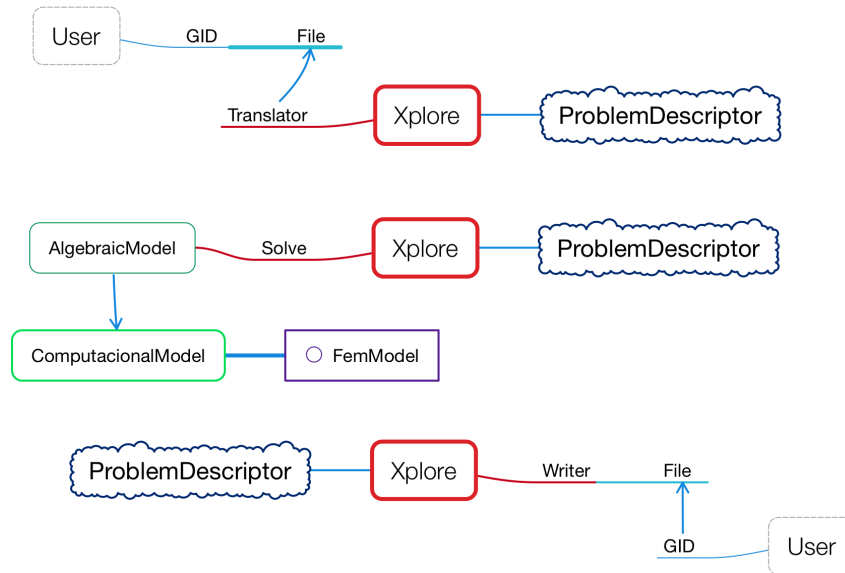 User
GID
File
Translator
Xplore
ProblemDescriptor
AlgebraicModel
Solve
Xplore
ProblemDescriptor
ComputacionalModel
FemModel
ProblemDescriptor
Xplore
Writer
File
GID
User